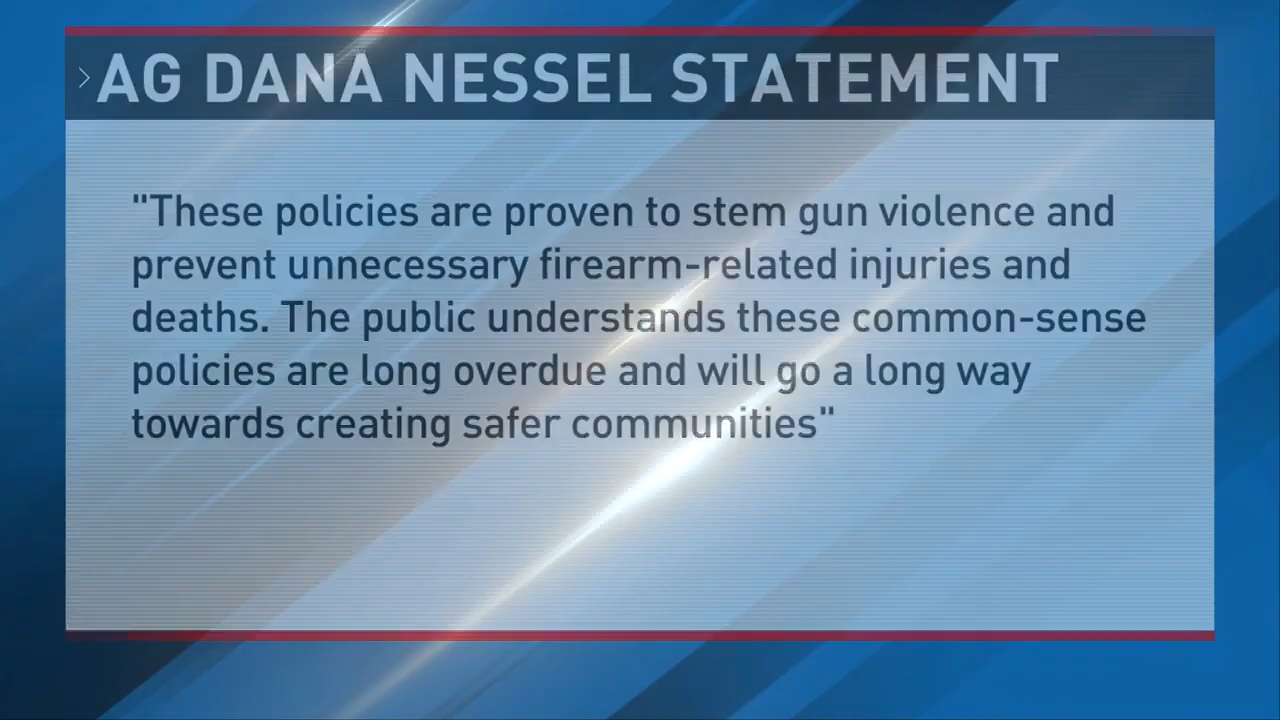 >AG DANA NESSEL STATEMENT
"These policies are proven to stem gun violence and
prevent unnecessary firearm-related injuries and
deaths. The public understands these common-sense
policies are long overdue and will go a long way
towards creating safer communities"